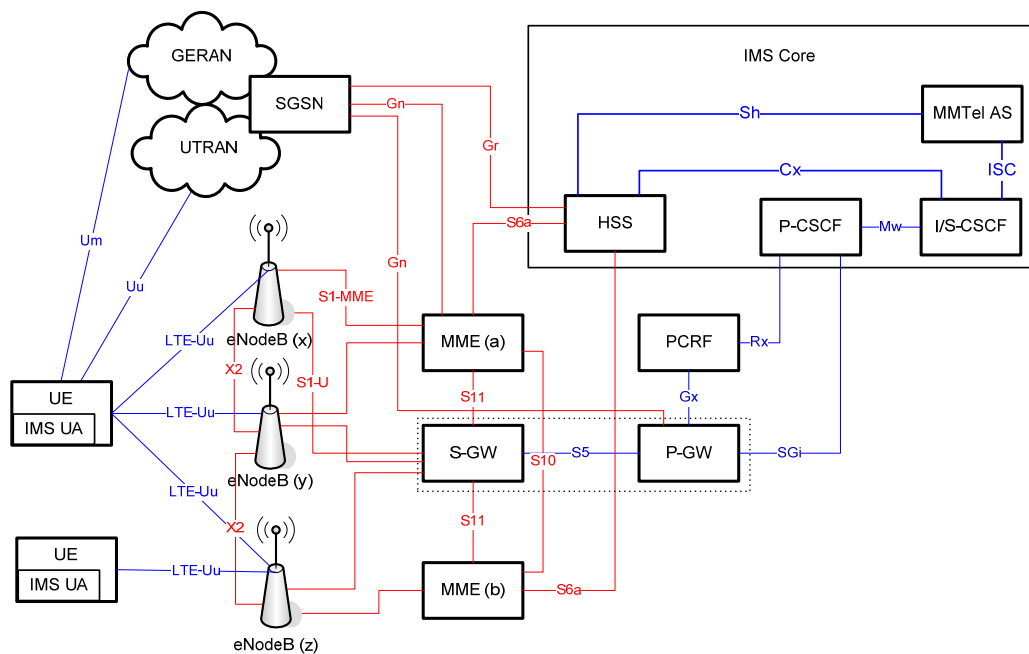 GERAN
IMS Core
SGSN
Gn
MMTel AS
Sh
UTRAN
Gr
ISC
Cx
HSS
S6a
P-CSCF
Mw
I/S-CSCF
Um
Uu
Gn
S1-MME
eNodeB (x)
MME (a)
PCRF
Rx
LTE-Uu
X2
S1-U
UE
IMS UA
LTE-Uu
S11
Gx
S-GW
S5
P-GW
SGi
S10
eNodeB (y)
LTE-Uu
X2
S11
UE
IMS UA
LTE-Uu
MME (b)
S6a
eNodeB (z)